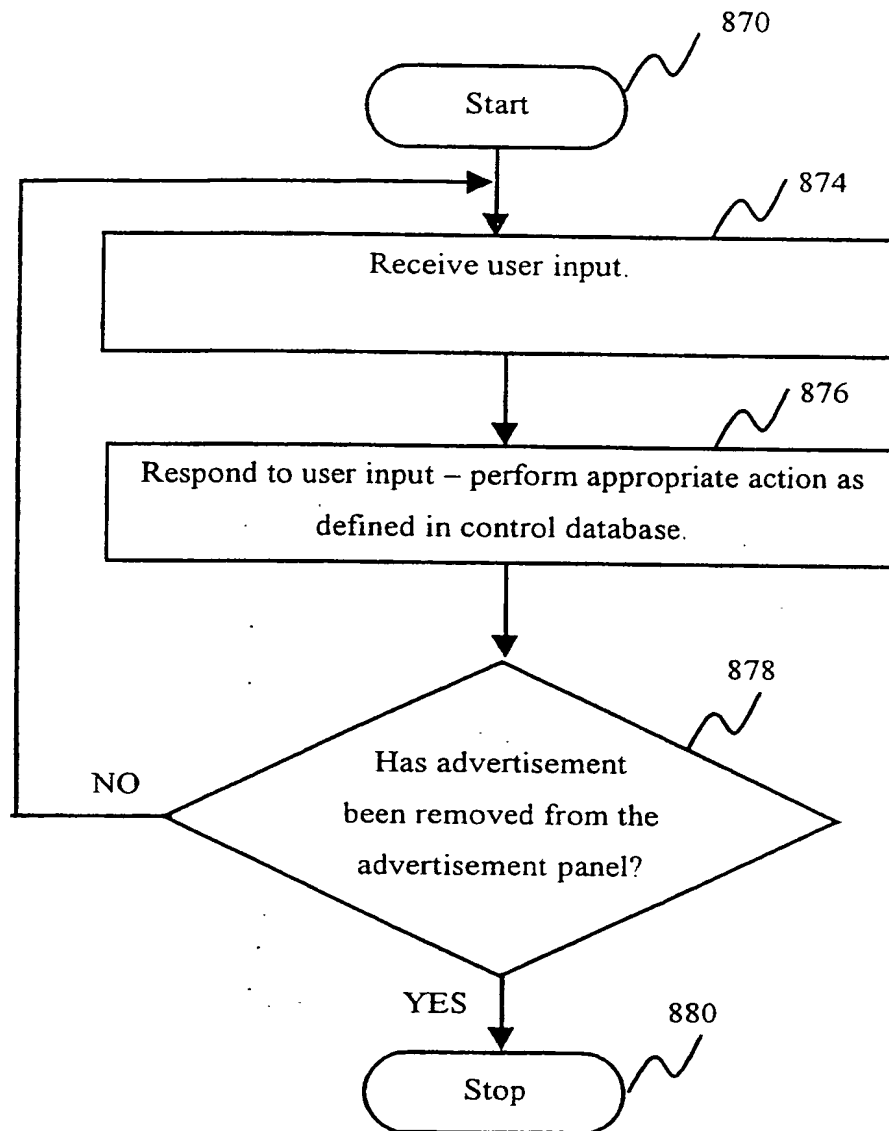 870
Start
874
Receive user input.
876
Respond to user input – perform appropriate action as
defined in control database.
878
Has advertisement
been removed from the
advertisement panel?
NO
YES
880
Stop